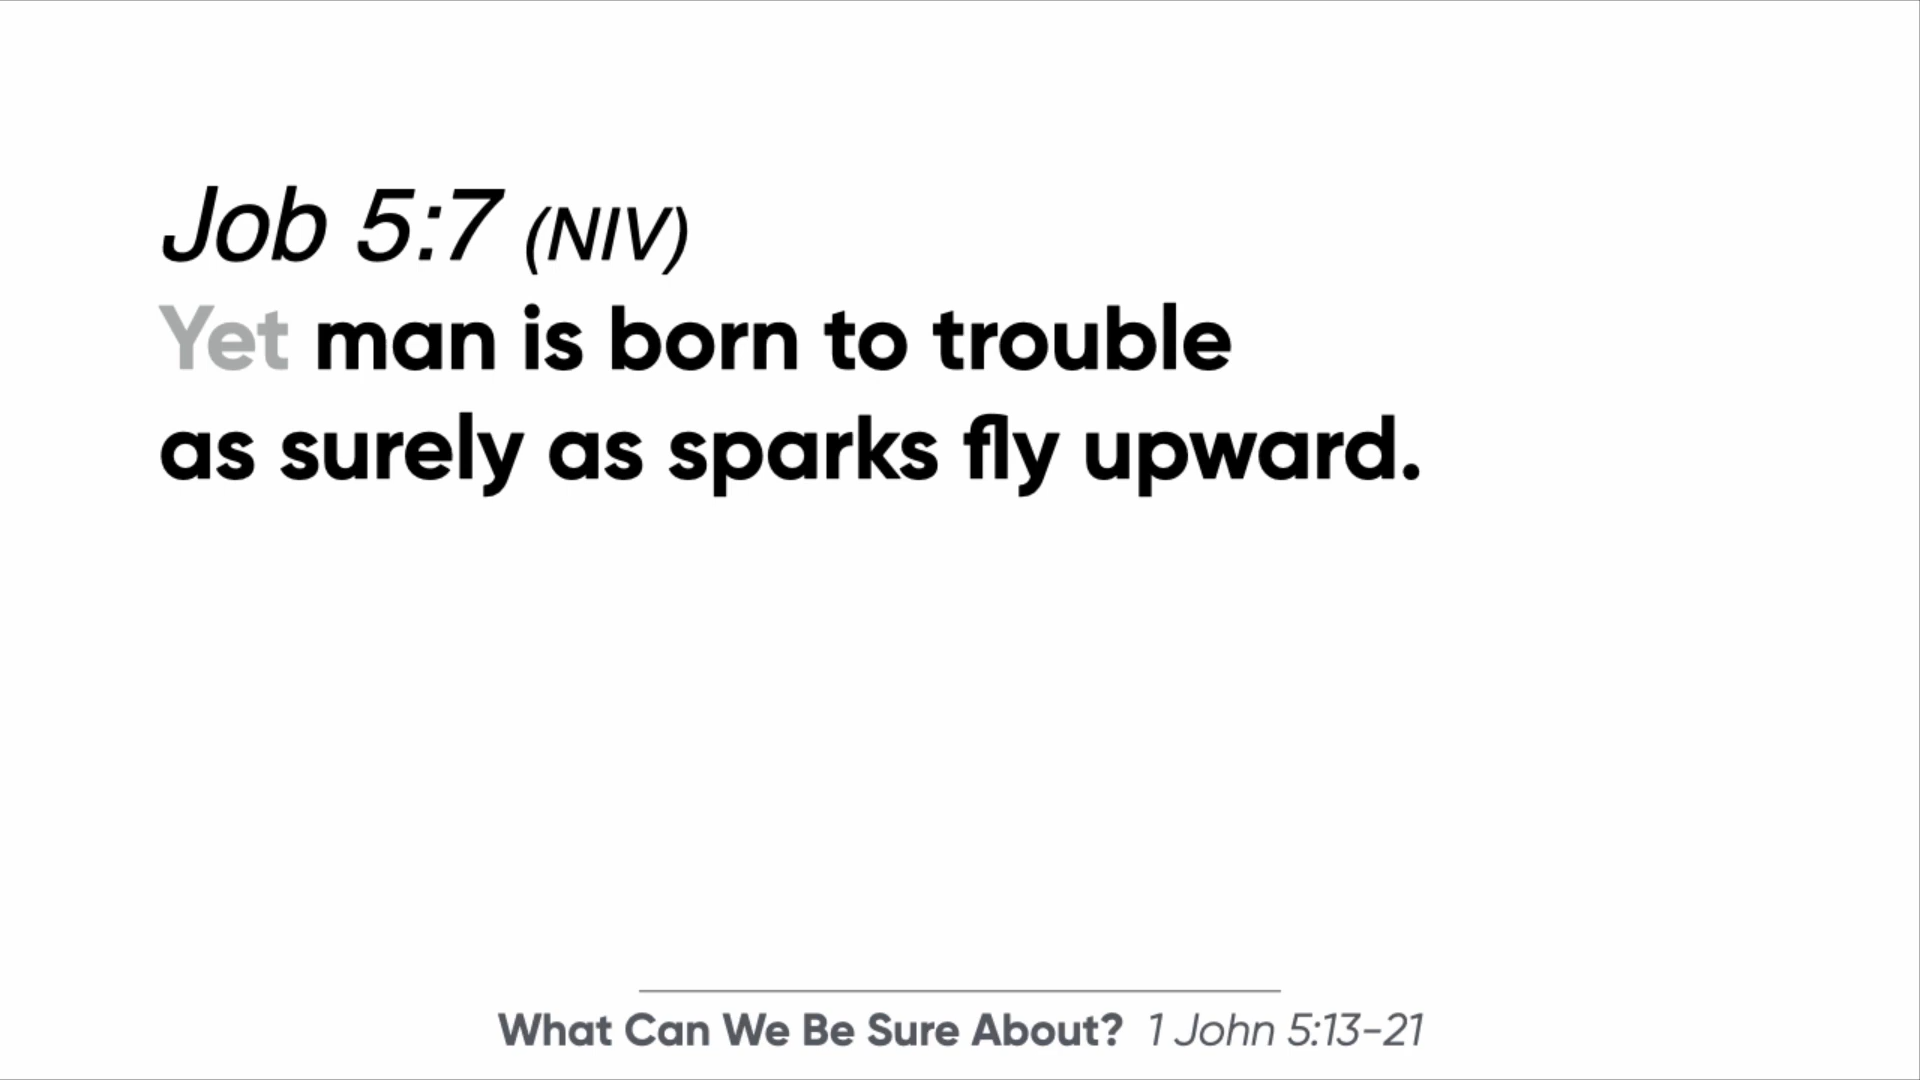 Job 5:7 (NIV)
Yet man is born to trouble
as surely as sparks fly upward.
What Can We Be Sure About? 1 John 5:13–21